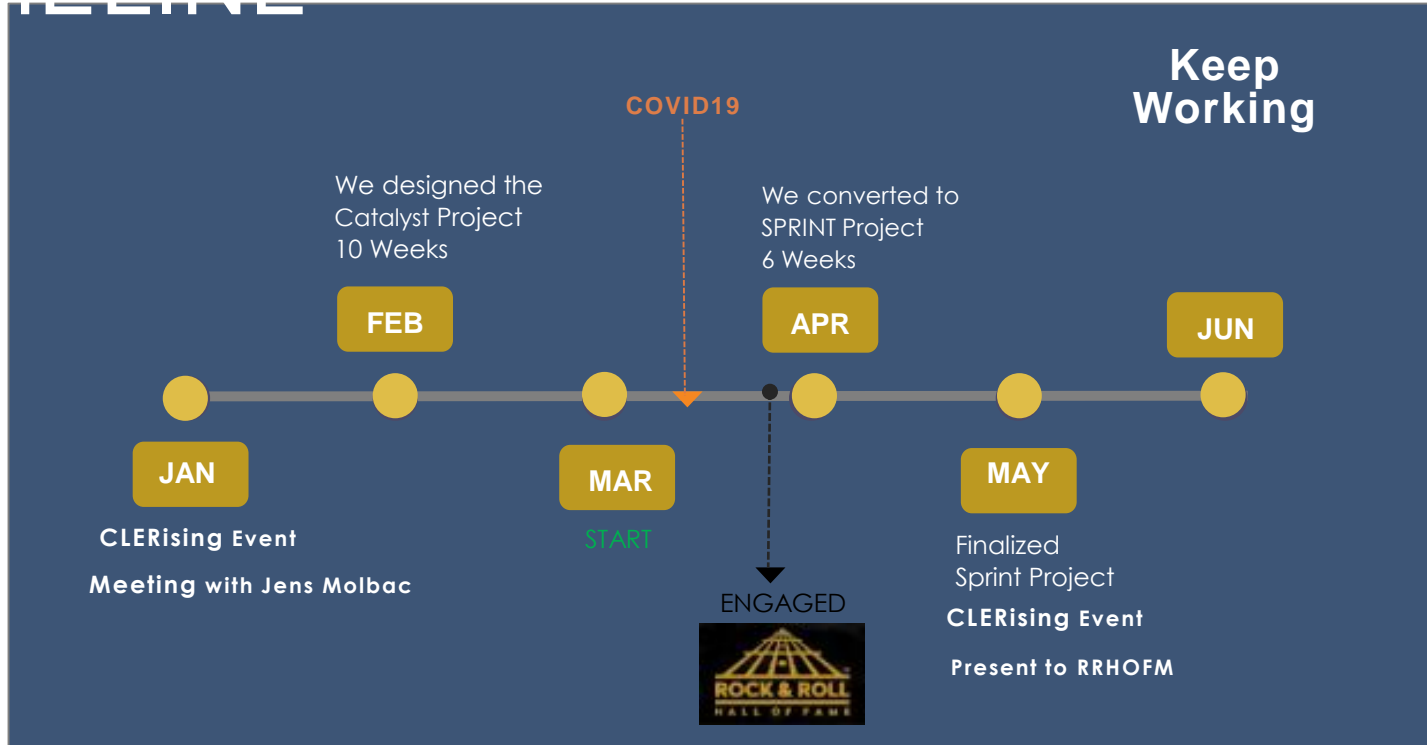 Keep
Working
COVID19
We designed the
Catalyst Project
10 Weeks
We converted to
SPRINT Project
6 Weeks
FEB
APR
JUN
JAN
MAR
MAY
CLERising Event
Meeting with Jens Molbac
START
ENGAGED
ROCK & ROLL
HALL OF FAME
Finalized
Sprint Project
CLERising Event
Present to RRHOFM